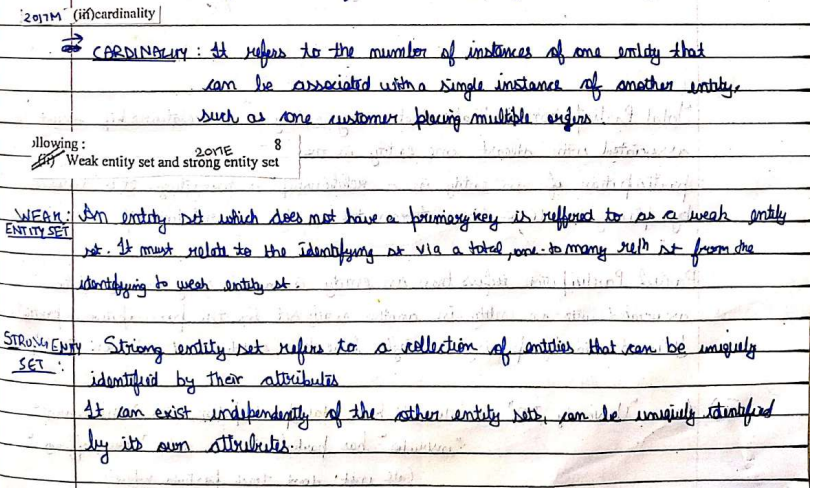 2017M (iii)cardinality
CARDINALITY : It refers to the number of instances of one entity that
can be associated with a single instance of another entity,
such as one customer placing multiple orders.
ollowing : 8
2017E
(ii) Weak entity set and strong entity set
WEAK ENTITY SET : An entity set which does not have a primary key is reffered to as a weak entity
set. It must relate to the identifying set via a total, one-to many reln st from the
identifying to weak entity st.
STRONG ENTITY SET : Strong entity set refers to a collection of entities that can be uniquely
identified by their attributes
It can exist independently of the other entity sets, can be uniquely identified
by its own attributes.